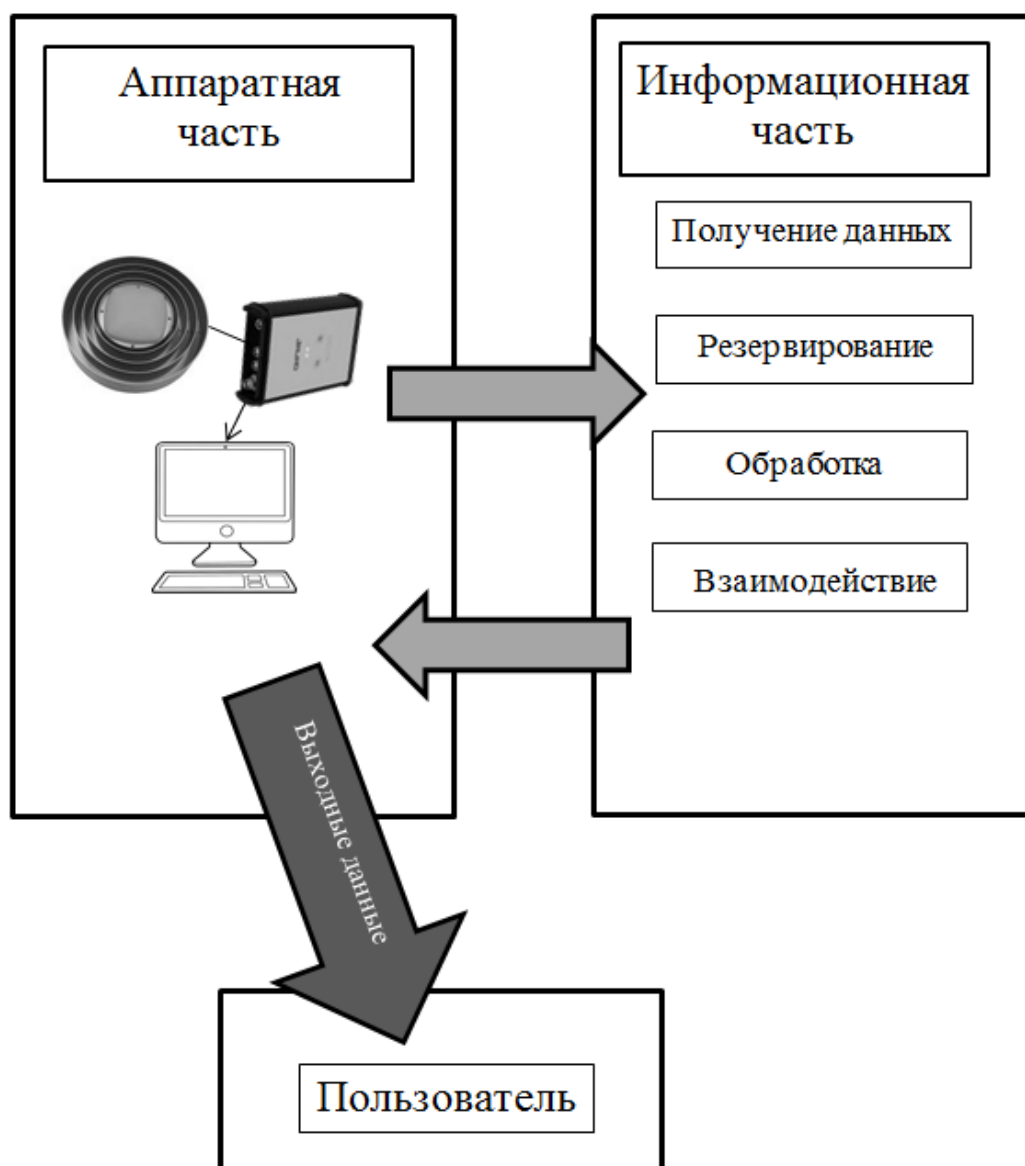 Аппаратная
часть
Информационная
часть
Получение данных
Резервирование
Обработка
Взаимодействие
Выходные данные
Пользователь